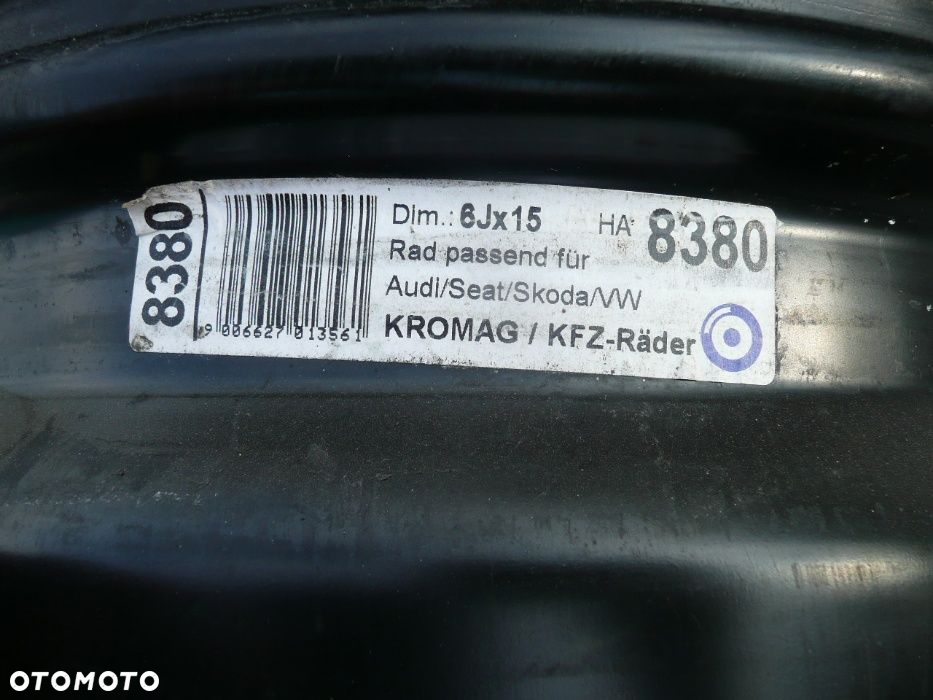 8380
9 006627 013561
Dim.: 6Jx15
HA: 8380
Rad passend für
Audi/Seat/Skoda/VW
KROMAG / KFZ-Räder
OTOMOTO